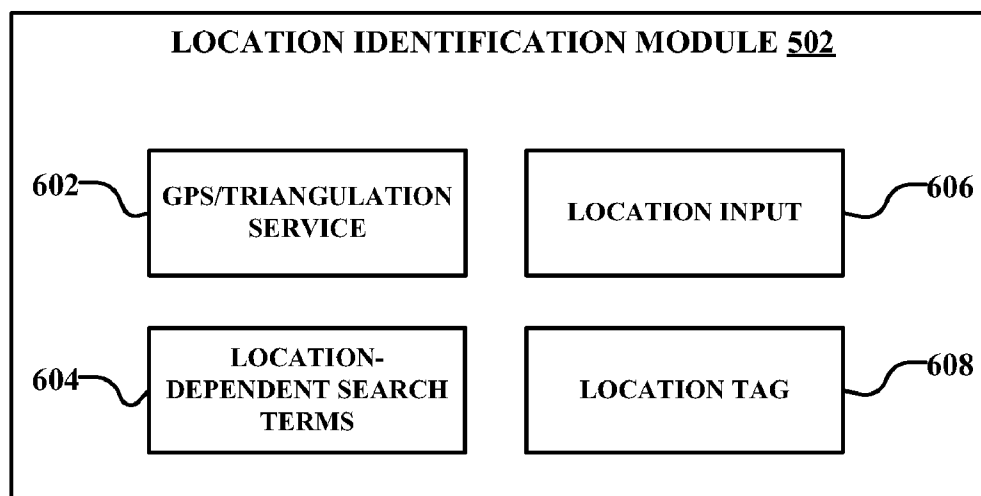 LOCATION IDENTIFICATION MODULE 502
602
GPS/TRIANGULATION
SERVICE
LOCATION INPUT
606
604
LOCATION-
DEPENDENT SEARCH
TERMS
LOCATION TAG
608